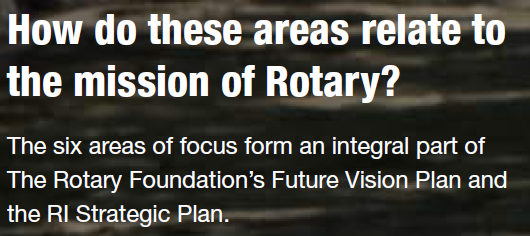 How do these areas relate to
the mission of Rotary?
The six areas of focus form an integral part of
The Rotary Foundation’s Future Vision Plan and
the RI Strategic Plan.